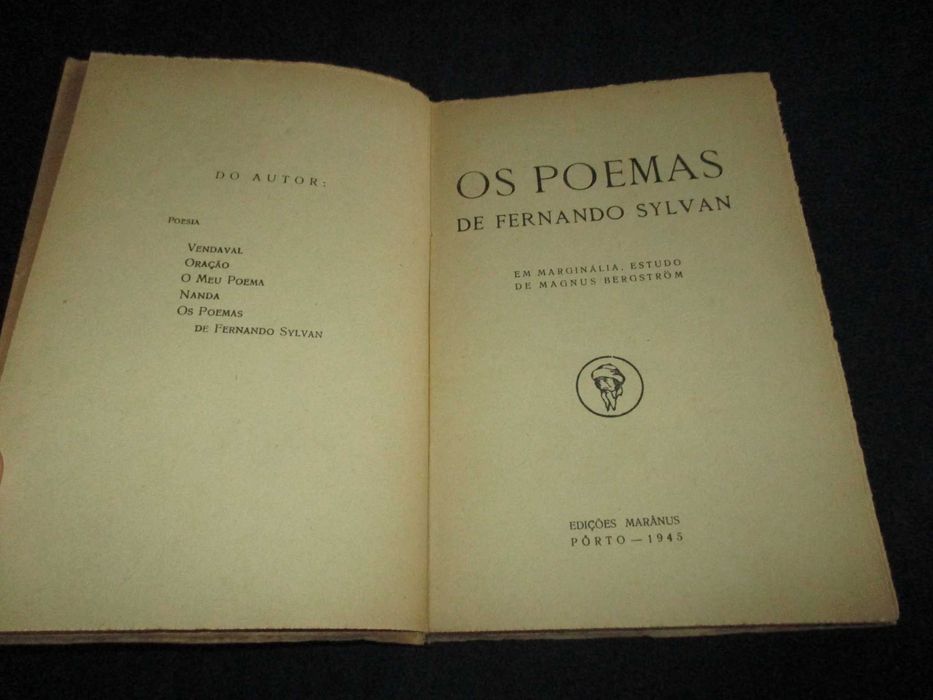 DO AUTOR:
POESIA
VENDAVAL
ORAÇÃO
O MEU POEMA
NANDA
OS POEMAS
DE FERNANDO SYLVAN
OS POEMAS
DE FERNANDO SYLVAN
EM MARGINÁLIA, ESTUDO
DE MAGNUS BERGSTRÖM
EDIÇÕES MARÂNUS
PÔRTO — 1945